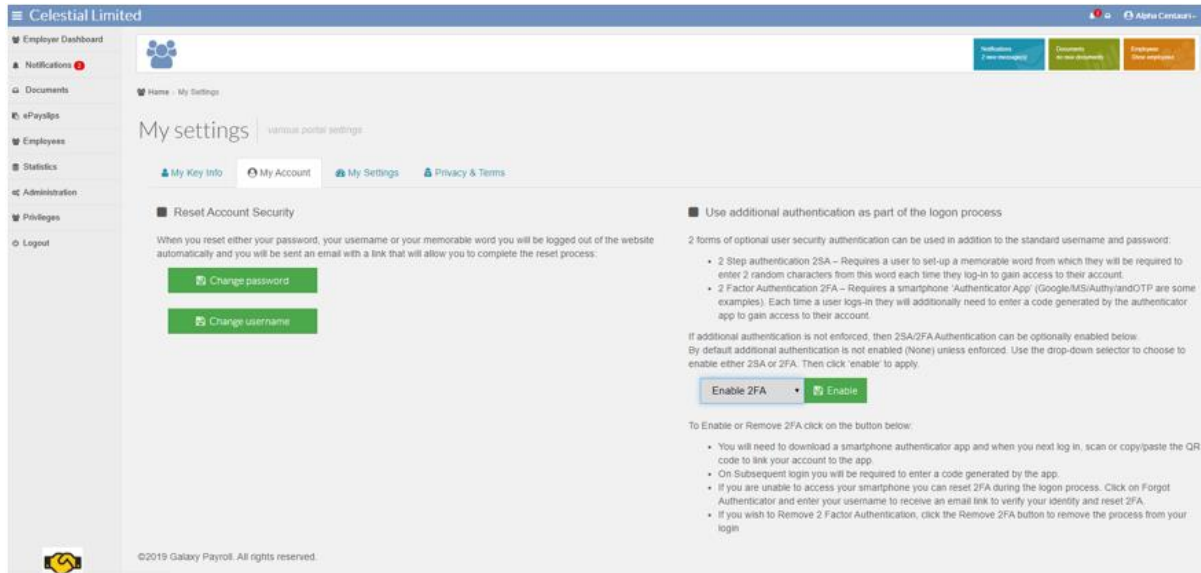 Celestial Limited
2
Alpha Centauri
Employer Dashboard
Notifications 2
Documents
ePayslips
Employees
Statistics
Administration
Privileges
Logout
Notifications
2 new message(s)
Documents
no new documents
Employees
Show employees
Home - My Settings
My settings various portal settings
My Key Info My Account My Settings Privacy & Terms
Reset Account Security
When you reset either your password, your username or your memorable word you will be logged out of the website
automatically and you will be sent an email with a link that will allow you to complete the reset process:
Change password
Change username
Use additional authentication as part of the logon process
2 forms of optional user security authentication can be used in addition to the standard username and password:
• 2 Step authentication 2SA – Requires a user to set-up a memorable word from which they will be required to
enter 2 random characters from this word each time they log-in to gain access to their account.
• 2 Factor Authentication 2FA – Requires a smartphone 'Authenticator App' (Google/MS/Authy/andOTP are some
examples). Each time a user logs-in they will additionally need to enter a code generated by the authenticator
app to gain access to their account.
If additional authentication is not enforced, then 2SA/2FA Authentication can be optionally enabled below.
By default additional authentication is not enabled (None) unless enforced. Use the drop-down selector to choose to
enable either 2SA or 2FA. Then click 'enable' to apply.
Enable 2FA Enable
To Enable or Remove 2FA click on the button below:
• You will need to download a smartphone authenticator app and when you next log in, scan or copy/paste the QR
code to link your account to the app.
• On Subsequent login you will be required to enter a code generated by the app.
• If you are unable to access your smartphone you can reset 2FA during the logon process. Click on Forgot
Authenticator and enter your username to receive an email link to verify your identity and reset 2FA.
• If you wish to Remove 2 Factor Authentication, click the Remove 2FA button to remove the process from your
login
©2019 Galaxy Payroll. All rights reserved.